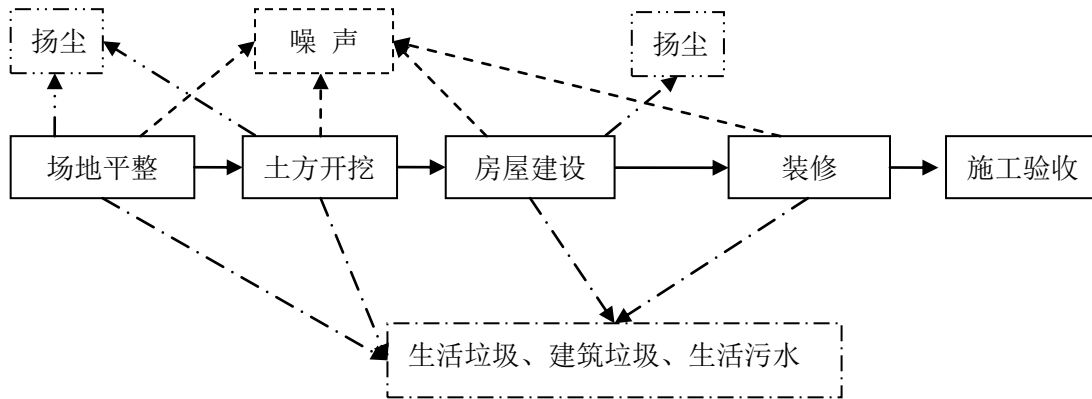 扬尘
噪 声
扬尘
场地平整
土方开挖
房屋建设
装修
施工验收
生活垃圾、建筑垃圾、生活污水